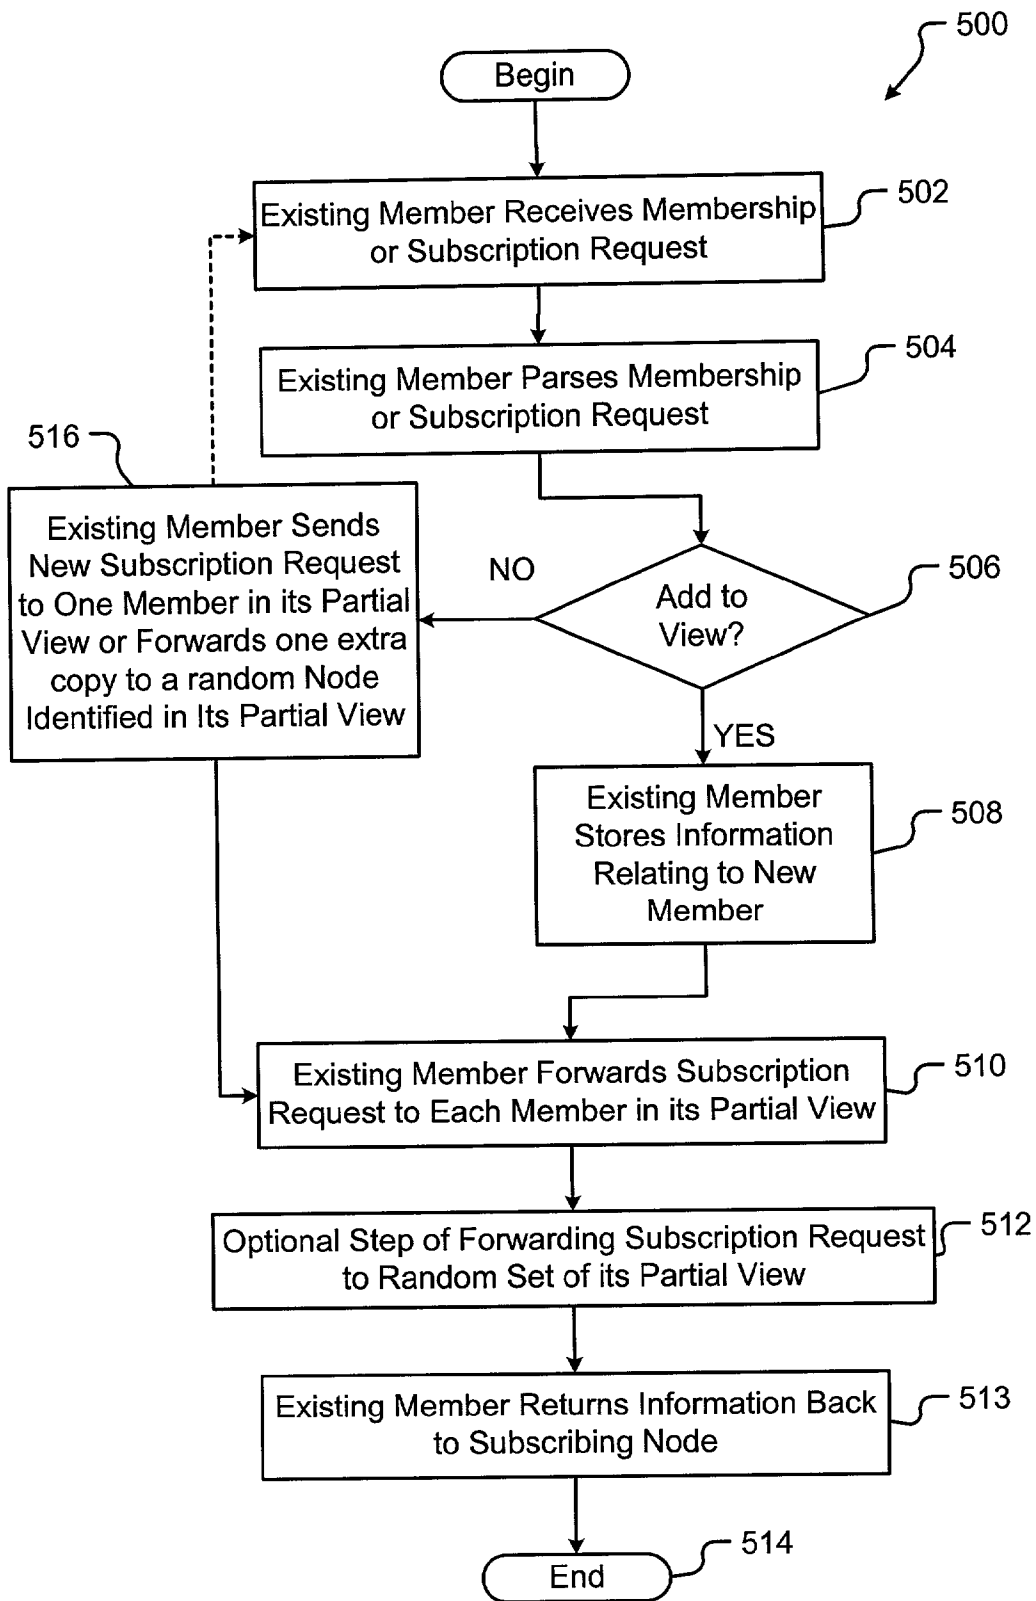 500
Begin
502
Existing Member Receives Membership
or Subscription Request
504
Existing Member Parses Membership
or Subscription Request
516
Existing Member Sends
New Subscription Request
to One Member in its Partial
View or Forwards one extra
copy to a random Node
Identified in Its Partial View
NO
506
Add to
View?
YES
508
Existing Member
Stores Information
Relating to New
Member
510
Existing Member Forwards Subscription
Request to Each Member in its Partial View
512
Optional Step of Forwarding Subscription Request
to Random Set of its Partial View
513
Existing Member Returns Information Back
to Subscribing Node
514
End